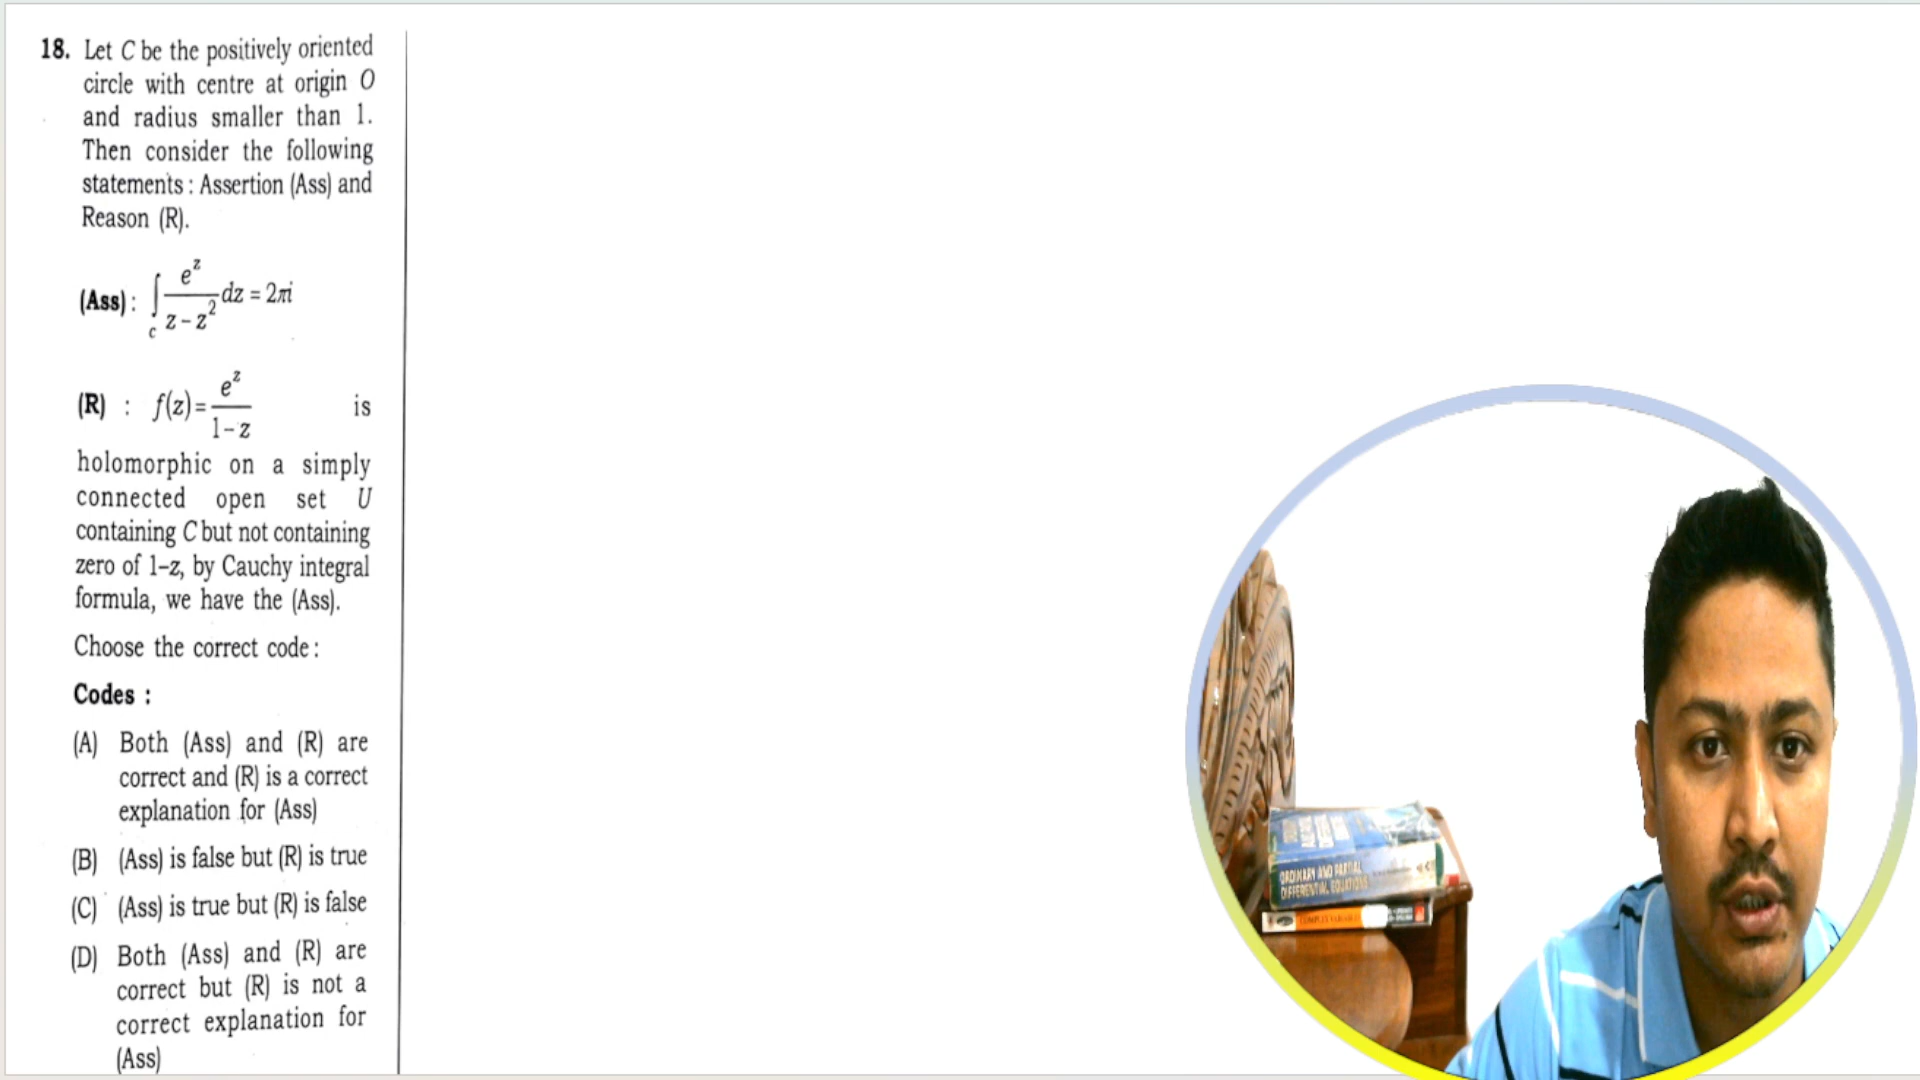 18. Let C be the positively oriented
circle with centre at origin O
and radius smaller than 1.
Then consider the following
statements : Assertion (Ass) and
Reason (R).
(Ass) : ∫_c e^z / (z – z²) dz = 2πi
(R) : f(z) = e^z / (1 – z) is
holomorphic on a simply
connected open set U
containing C but not containing
zero of 1–z, by Cauchy integral
formula, we have the (Ass).
Choose the correct code :
Codes :
(A) Both (Ass) and (R) are
correct and (R) is a correct
explanation for (Ass)
(B) (Ass) is false but (R) is true
(C) (Ass) is true but (R) is false
(D) Both (Ass) and (R) are
correct but (R) is not a
correct explanation for
(Ass)
ORDINARY AND PARTIAL
DIFFERENTIAL EQUATIONS